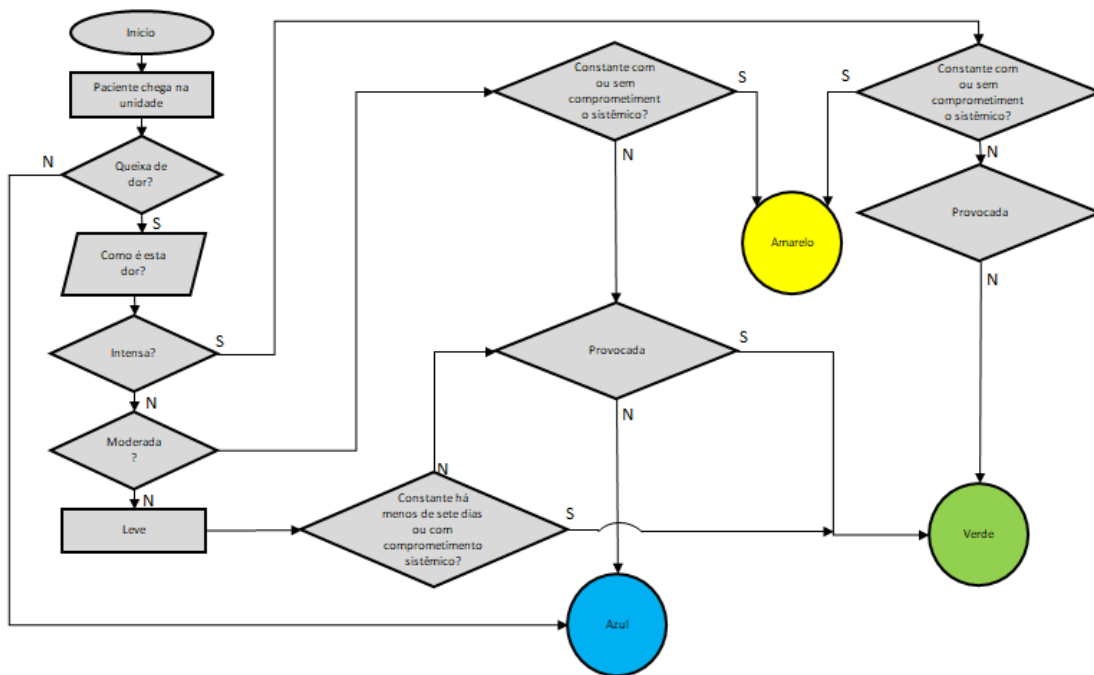 Início
Paciente chega na
unidade
N
Queixa de
dor?
S
Como é esta
dor?
Intensa?
S
N
Moderada
?
N
Leve
Constante há
menos de sete dias
ou com
comprometimento
sistêmico?
N
S
Constante com
ou sem
compromentiment
o sistêmico?
S
N
Provocada
S
N
Azul
Amarelo
Constante com
ou sem
comprometiment
o sistêmico?
S
N
Provocada
N
Verde